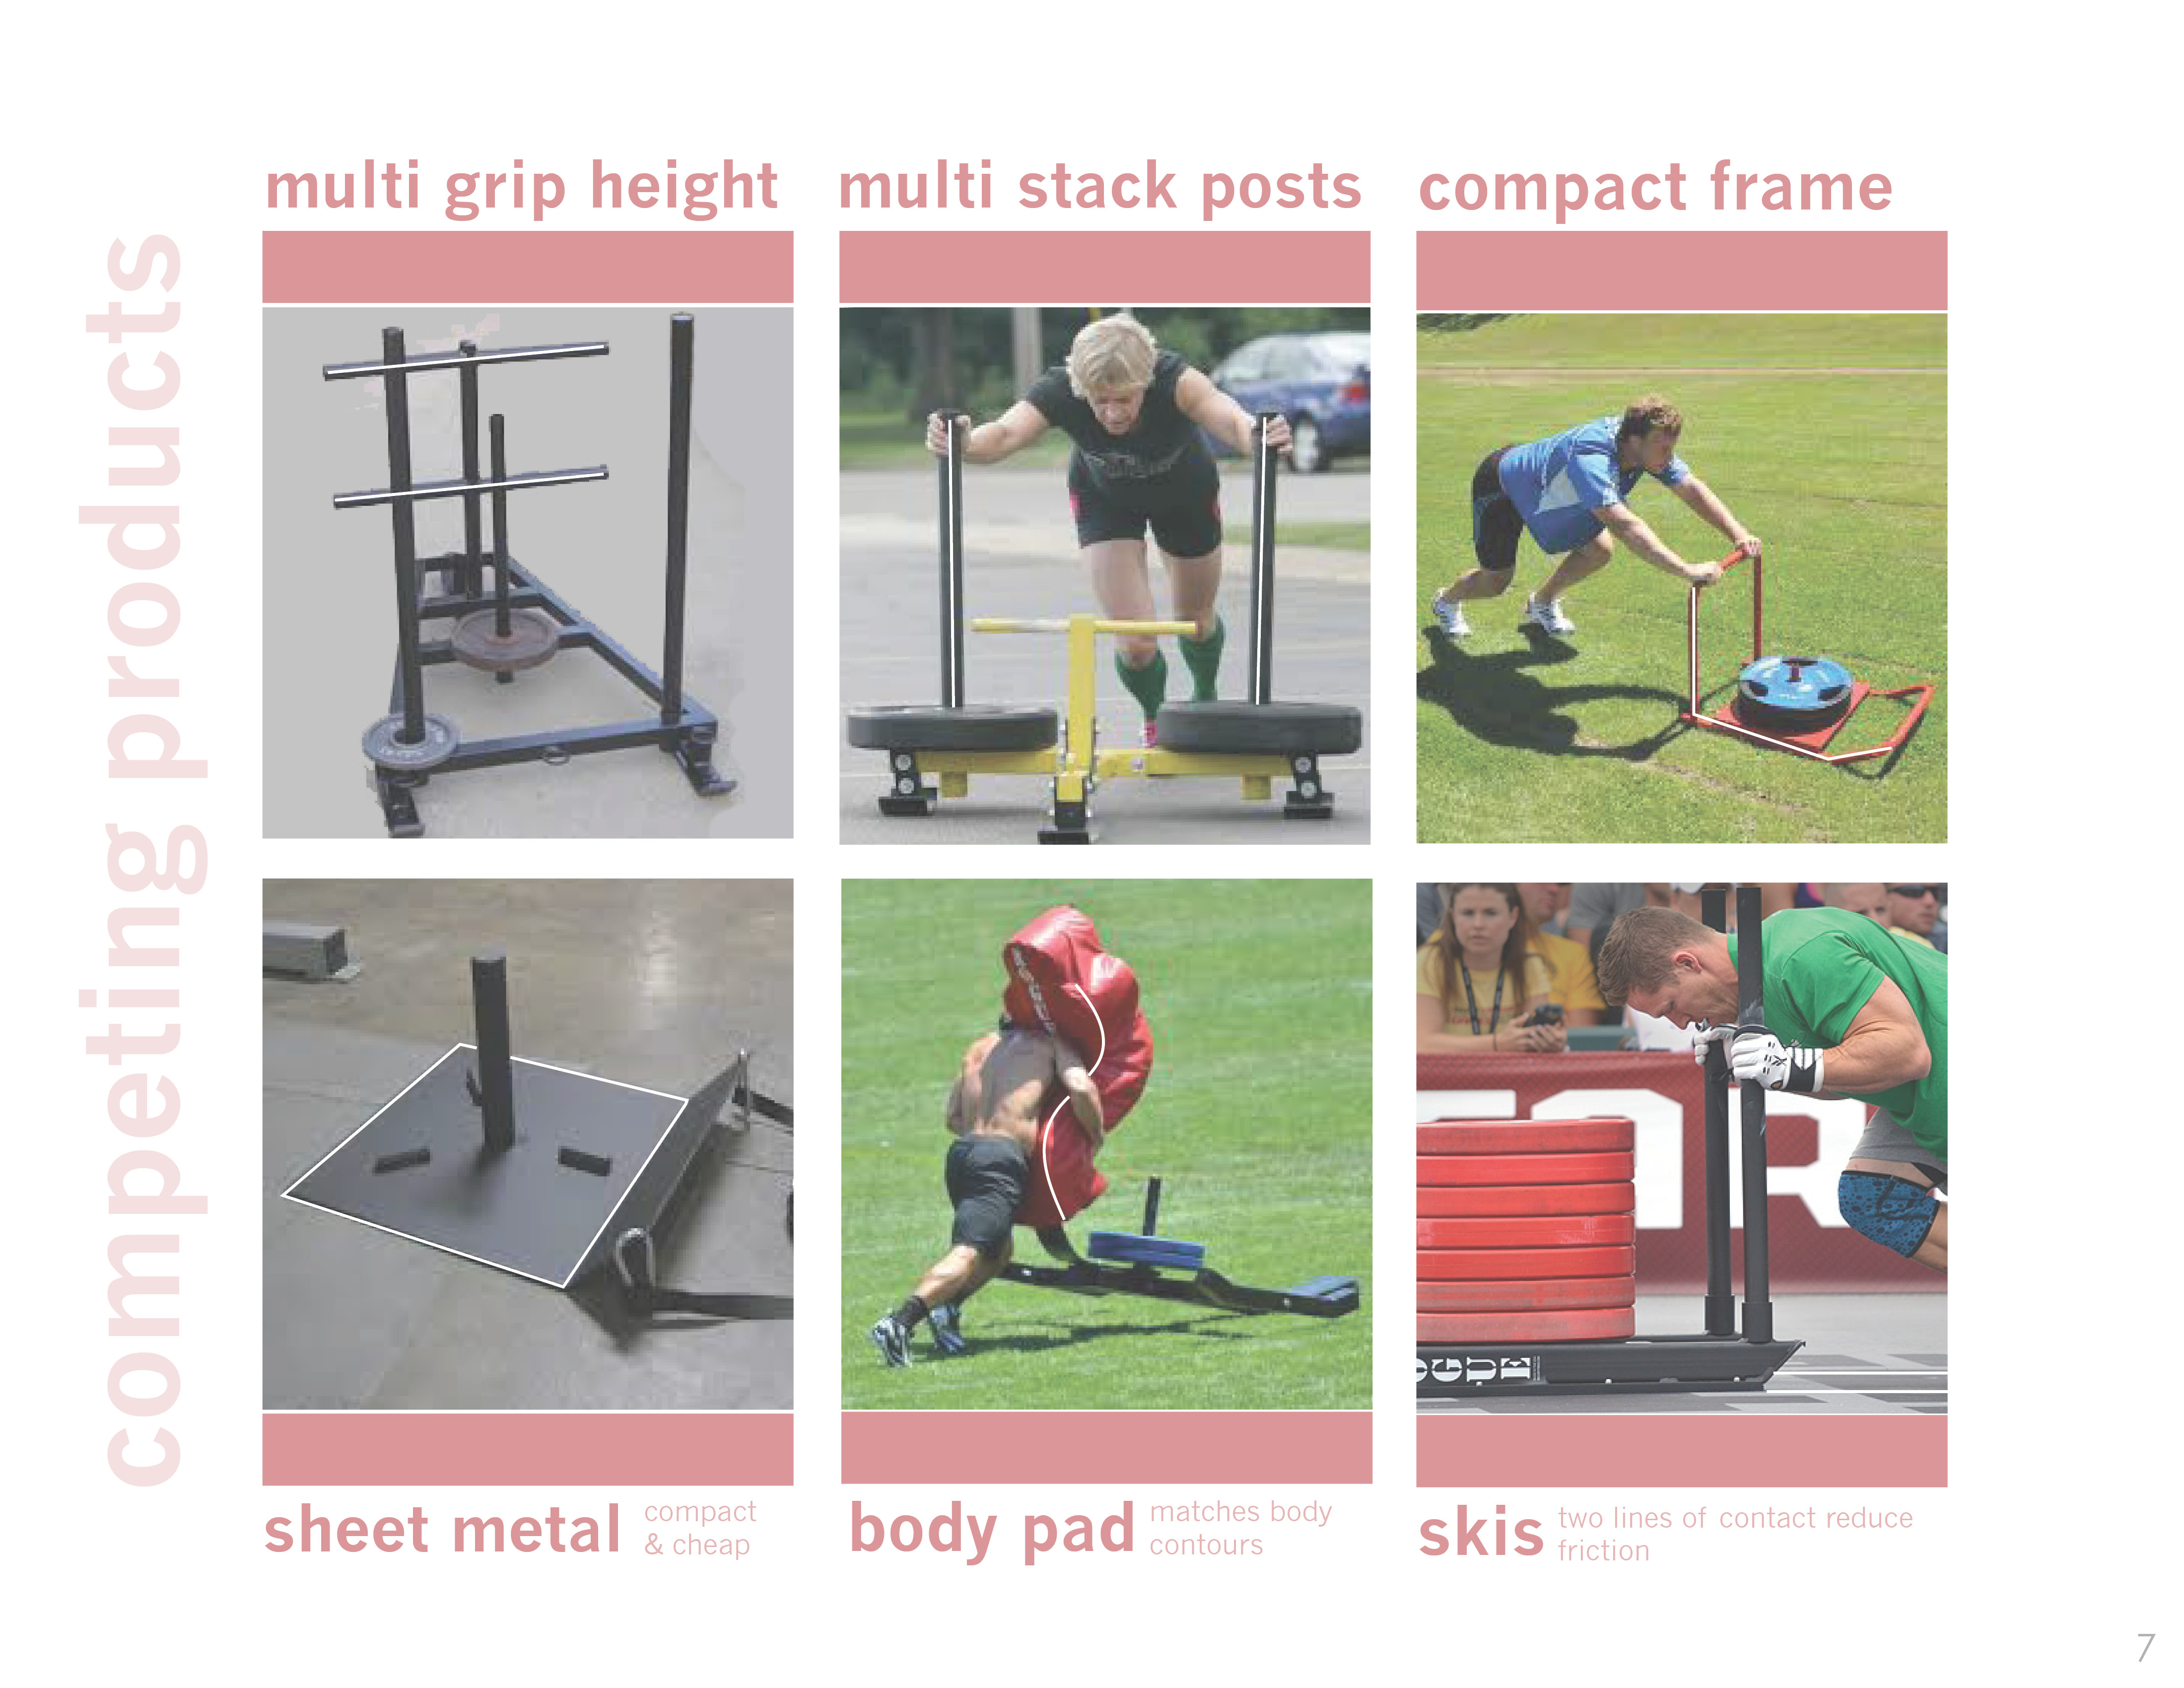 competing products
multi grip height
multi stack posts
compact frame
OGUE
sheet metal
compact
& cheap
body pad
matches body
contours
skis
two lines of contact reduce
friction
7